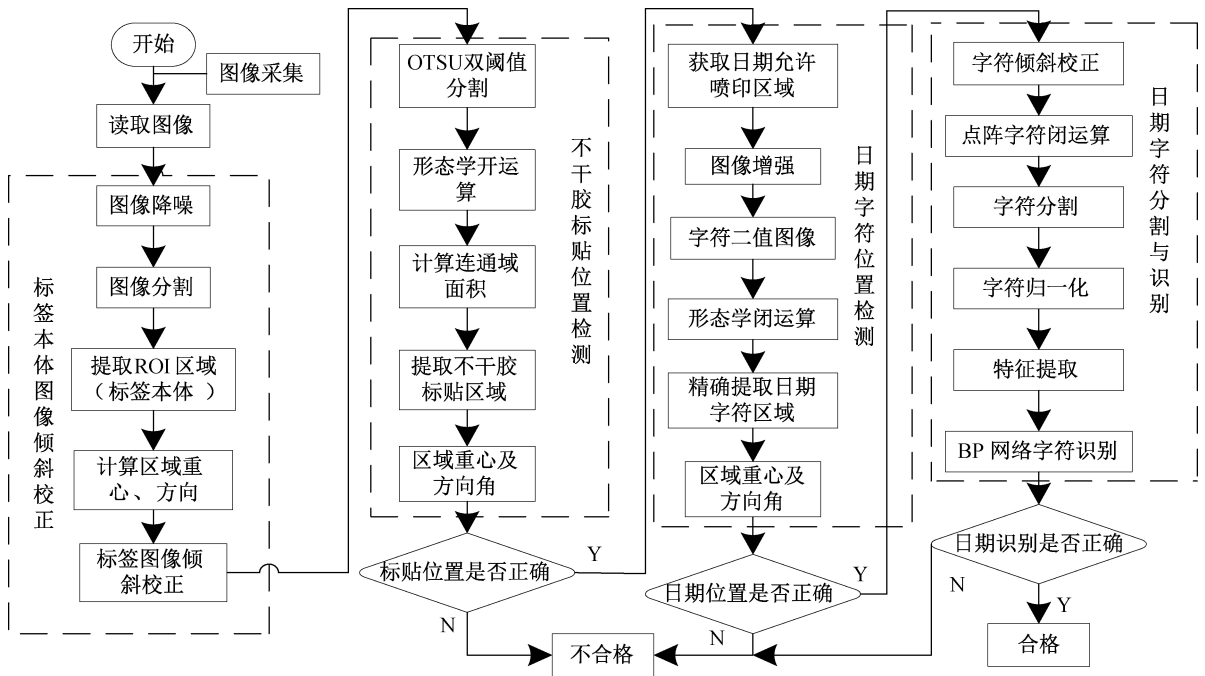 开始
图像采集
读取图像
图像降噪
图像分割
提取ROI 区域
（标签本体 ）
计算区域重
心 、方向
标签图像倾
斜校正
标签本体图像倾斜校正
OTSU双阈值
分割
形态学开运
算
计算连通域
面积
提取不干胶
标贴区域
区域重心及
方向角
不干胶标贴位置检测
标贴位置是否正确
Y
N
不合格
获取日期允许
喷印区域
图像增强
字符二值图像
形态学闭运算
精确提取日期
字符区域
区域重心及
方向角
日期字符位置检测
日期位置是否正确
Y
N
字符倾斜校正
点阵字符闭运算
字符分割
字符归一化
特征提取
BP 网络字符识别
日期字符分割与识别
日期识别是否正确
N
Y
合格